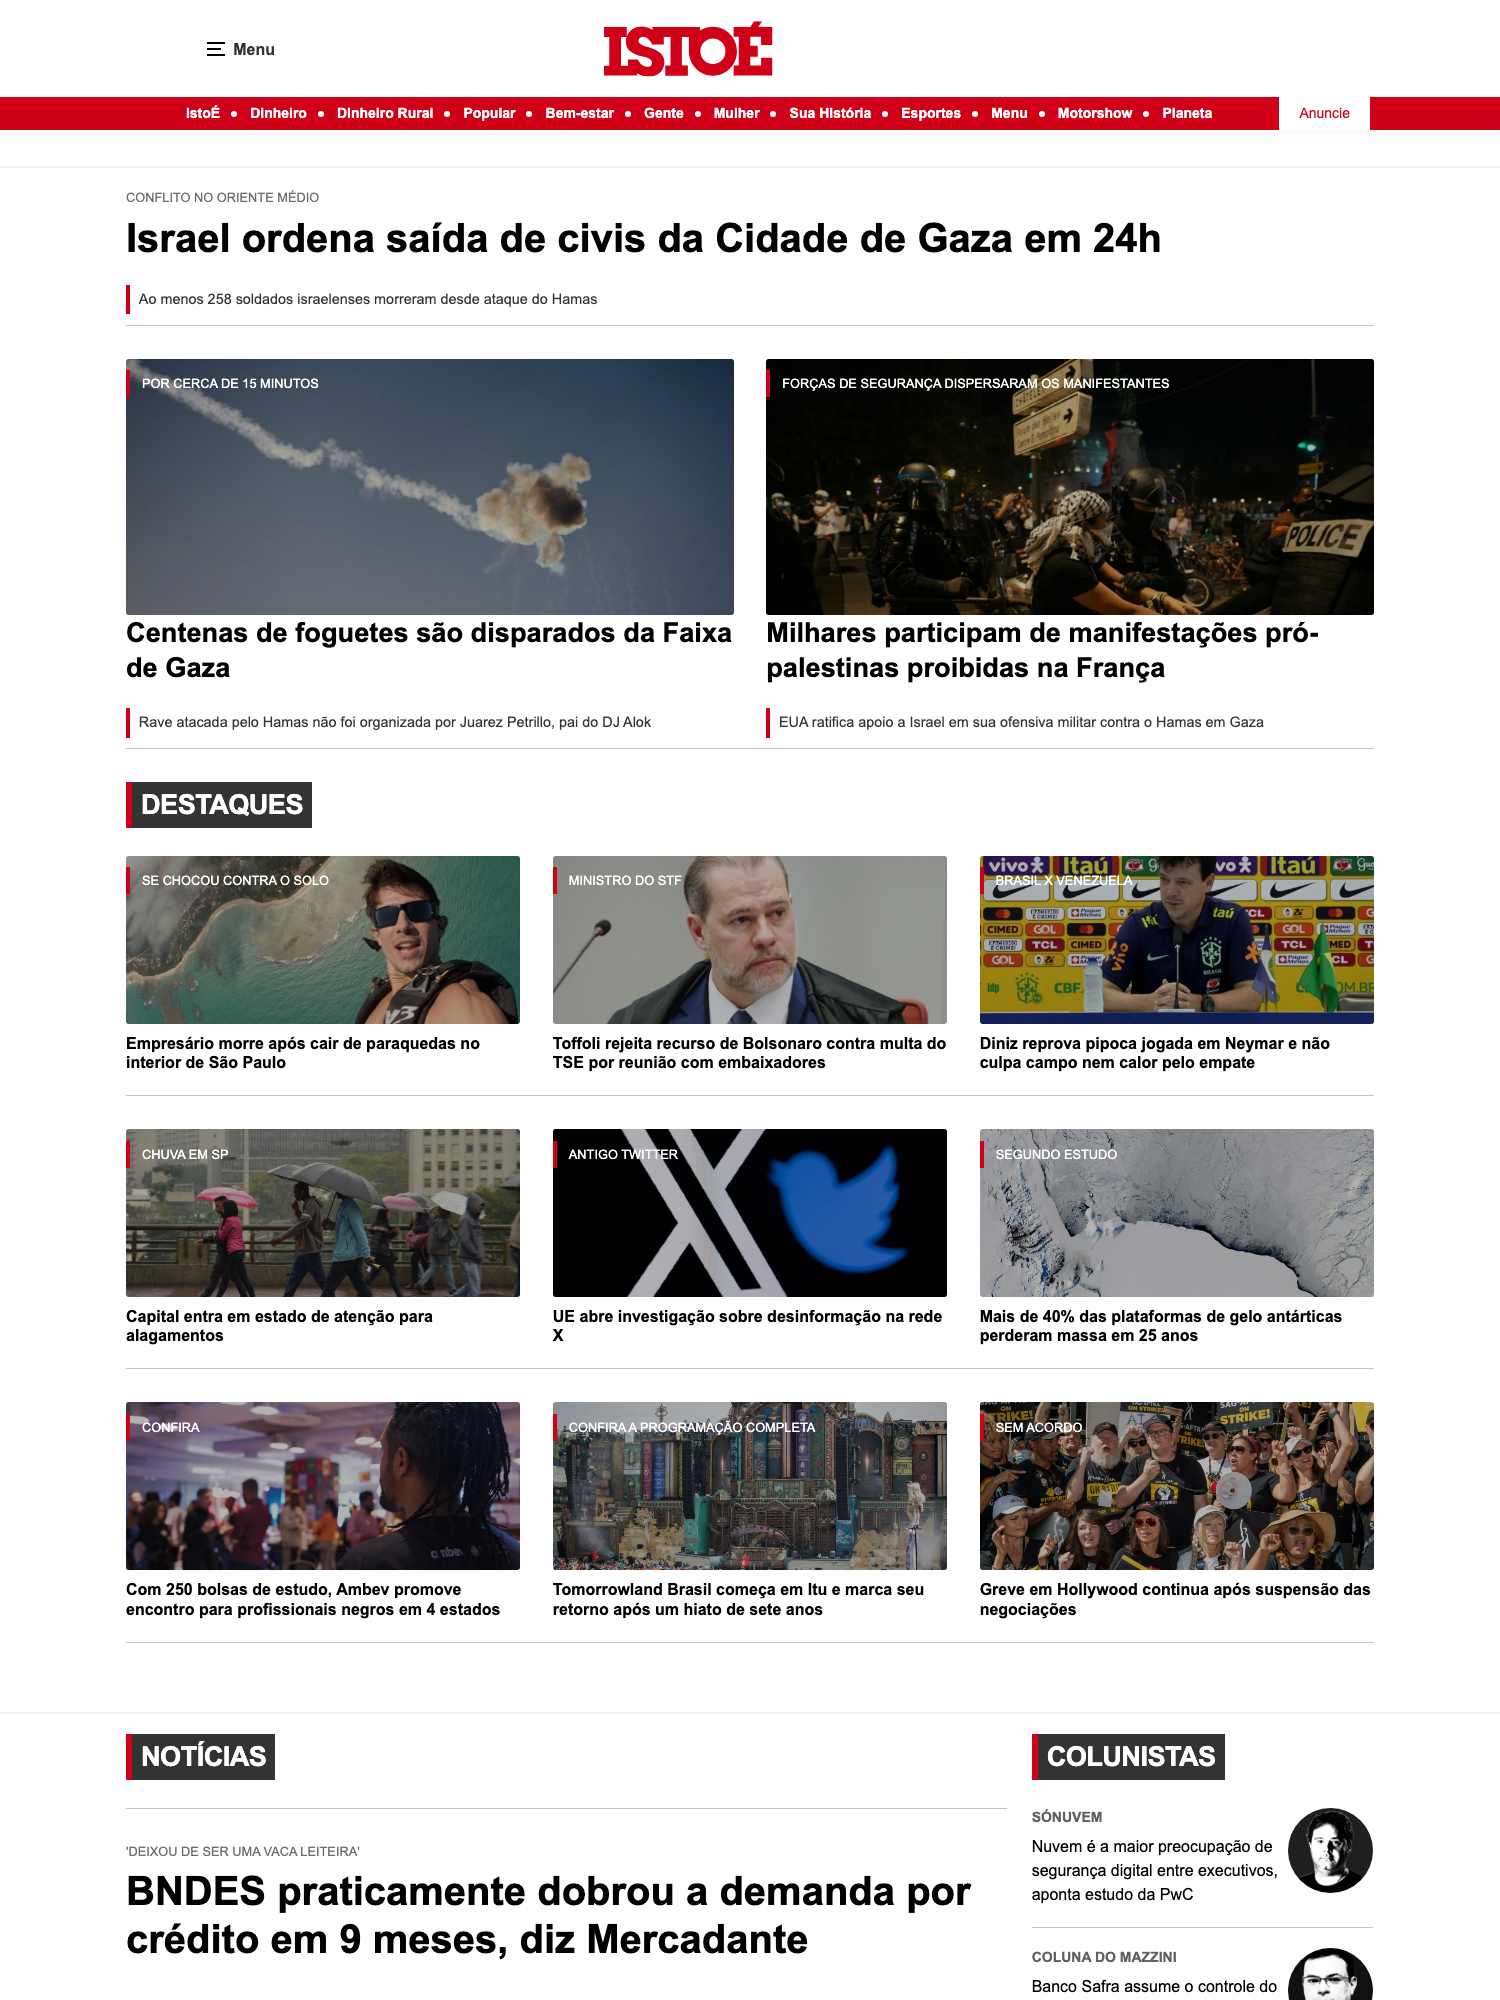 Menu
ISTOÉ
IstoÉ • Dinheiro • Dinheiro Rural • Popular • Bem-estar • Gente • Mulher • Sua História • Esportes • Menu • Motorshow • Planeta
Anuncie
CONFLITO NO ORIENTE MÉDIO
Israel ordena saída de civis da Cidade de Gaza em 24h
Ao menos 258 soldados israelenses morreram desde ataque do Hamas
POR CERCA DE 15 MINUTOS
Centenas de foguetes são disparados da Faixa
de Gaza
Rave atacada pelo Hamas não foi organizada por Juarez Petrillo, pai do DJ Alok
FORÇAS DE SEGURANÇA DISPERSARAM OS MANIFESTANTES
POLICE
Milhares participam de manifestações pró-
palestinas proibidas na França
EUA ratifica apoio a Israel em sua ofensiva militar contra o Hamas em Gaza
DESTAQUES
SE CHOCOU CONTRA O SOLO
Empresário morre após cair de paraquedas no
interior de São Paulo
MINISTRO DO STF
Toffoli rejeita recurso de Bolsonaro contra multa do
TSE por reunião com embaixadores
BRASIL X VENEZUELA
vivo Itaú
CIMED GOL
TCL
CBF
BRASIL
Diniz reprova pipoca jogada em Neymar e não
culpa campo nem calor pelo empate
CHUVA EM SP
Capital entra em estado de atenção para
alagamentos
ANTIGO TWITTER
UE abre investigação sobre desinformação na rede
X
SEGUNDO ESTUDO
Mais de 40% das plataformas de gelo antárticas
perderam massa em 25 anos
CONFIRA
Com 250 bolsas de estudo, Ambev promove
encontro para profissionais negros em 4 estados
CONFIRA A PROGRAMAÇÃO COMPLETA
Tomorrowland Brasil começa em Itu e marca seu
retorno após um hiato de sete anos
SEM ACORDO
SAG-AFTRA
ON STRIKE!
Greve em Hollywood continua após suspensão das
negociações
NOTÍCIAS
'DEIXOU DE SER UMA VACA LEITEIRA'
BNDES praticamente dobrou a demanda por
crédito em 9 meses, diz Mercadante
COLUNISTAS
SÓNUVEM
Nuvem é a maior preocupação de
segurança digital entre executivos,
aponta estudo da PwC
COLUNA DO MAZZINI
Banco Safra assume o controle do